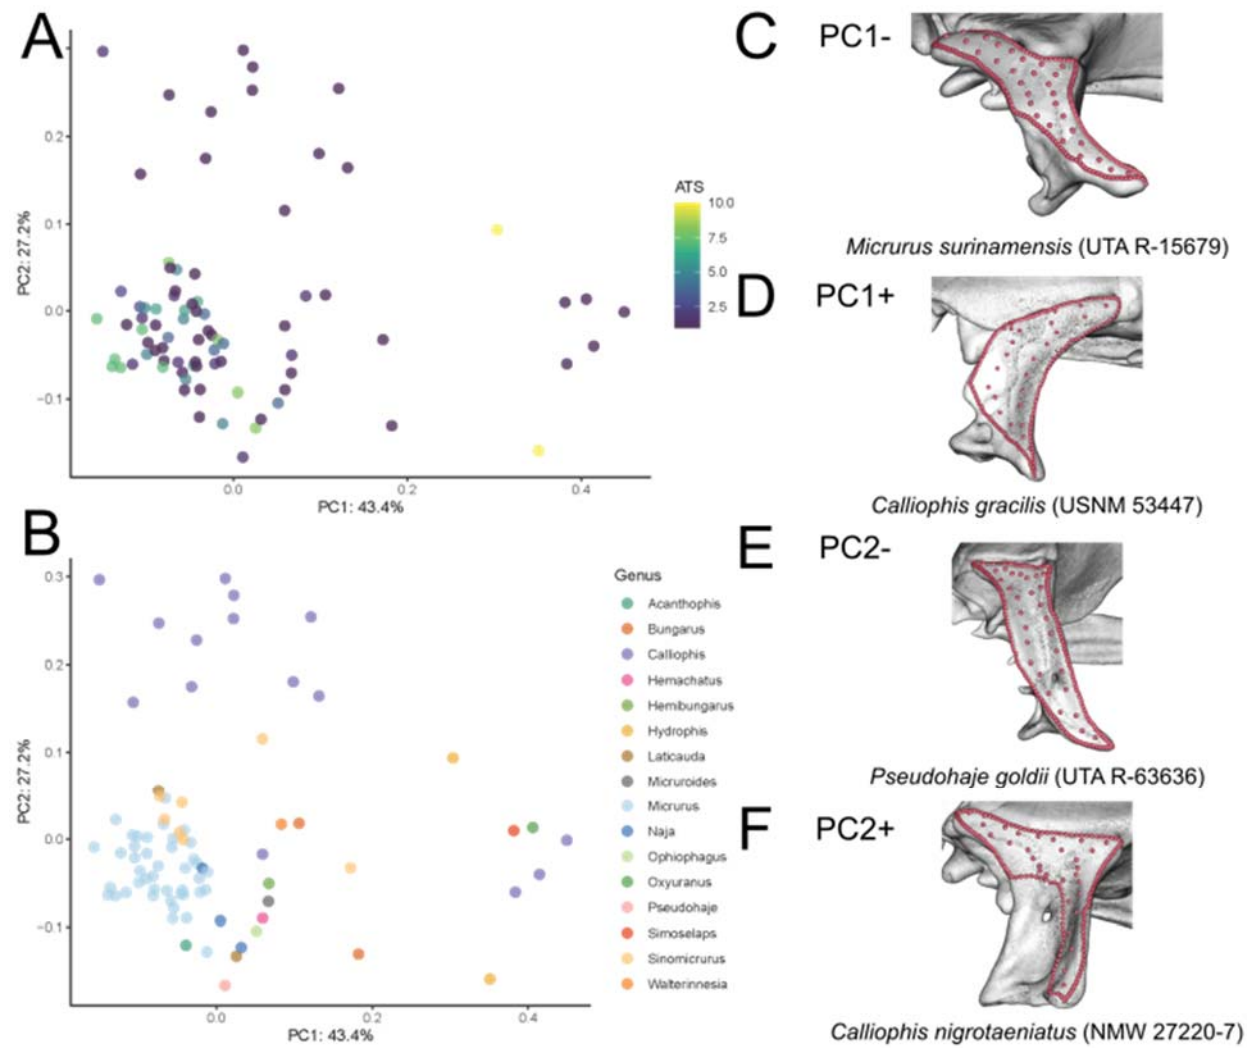 A
0.2
0.1
0.0
−0.1
PC2: 27.2%
0.0
0.2
0.4
PC1: 43.4%
ATS
10.0
7.5
5.0
2.5
B
0.3
0.2
0.1
0.0
−0.1
PC2: 27.2%
0.0
0.2
0.4
PC1: 43.4%
Genus
Acanthophis
Bungarus
Calliophis
Hemachatus
Hemibungarus
Hydrophis
Laticauda
Micruroides
Micrurus
Naja
Ophiophagus
Oxyuranus
Pseudohaje
Simoselaps
Sinomicrurus
Walterinnesia
C
PC1-
Micrurus surinamensis (UTA R-15679)
D
PC1+
Calliophis gracilis (USNM 53447)
E
PC2-
Pseudohaje goldii (UTA R-63636)
F
PC2+
Calliophis nigrotaeniatus (NMW 27220-7)